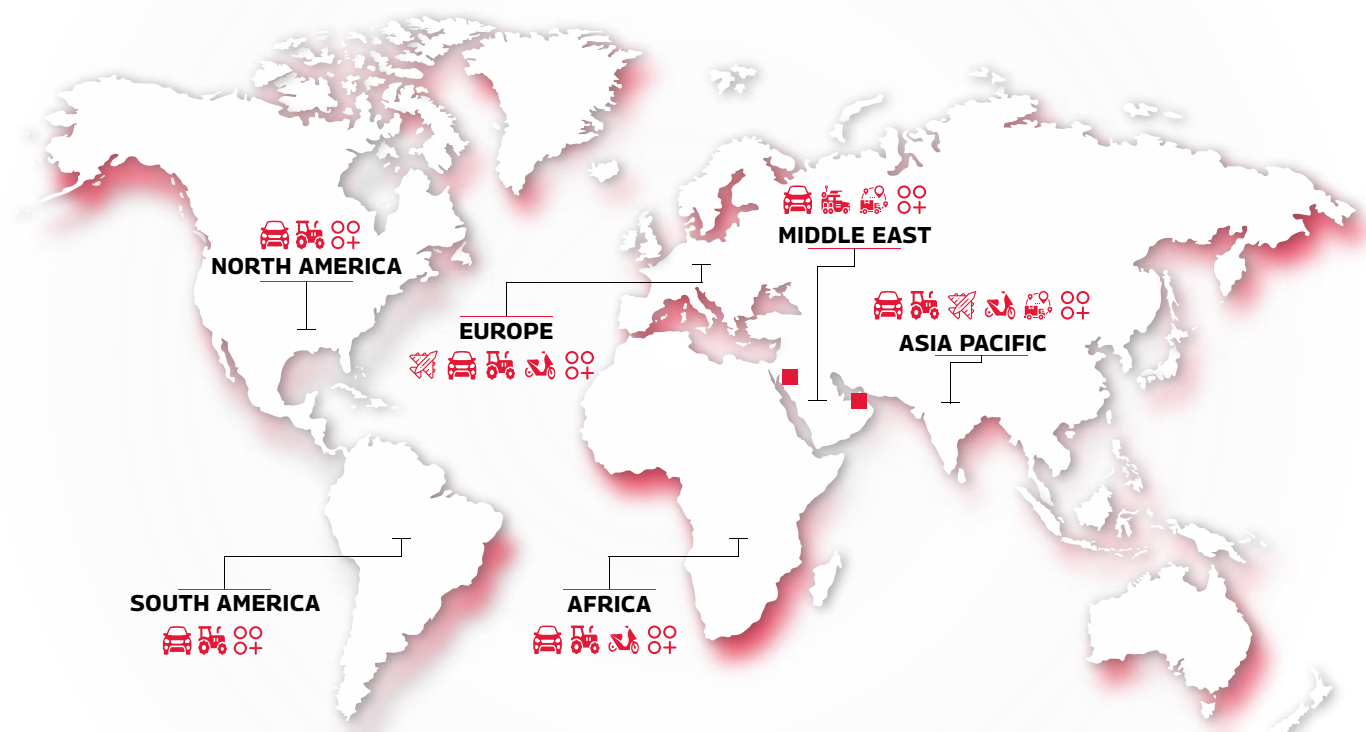 MIDDLE EAST
NORTH AMERICA
EUROPE
ASIA PACIFIC
SOUTH AMERICA
AFRICA